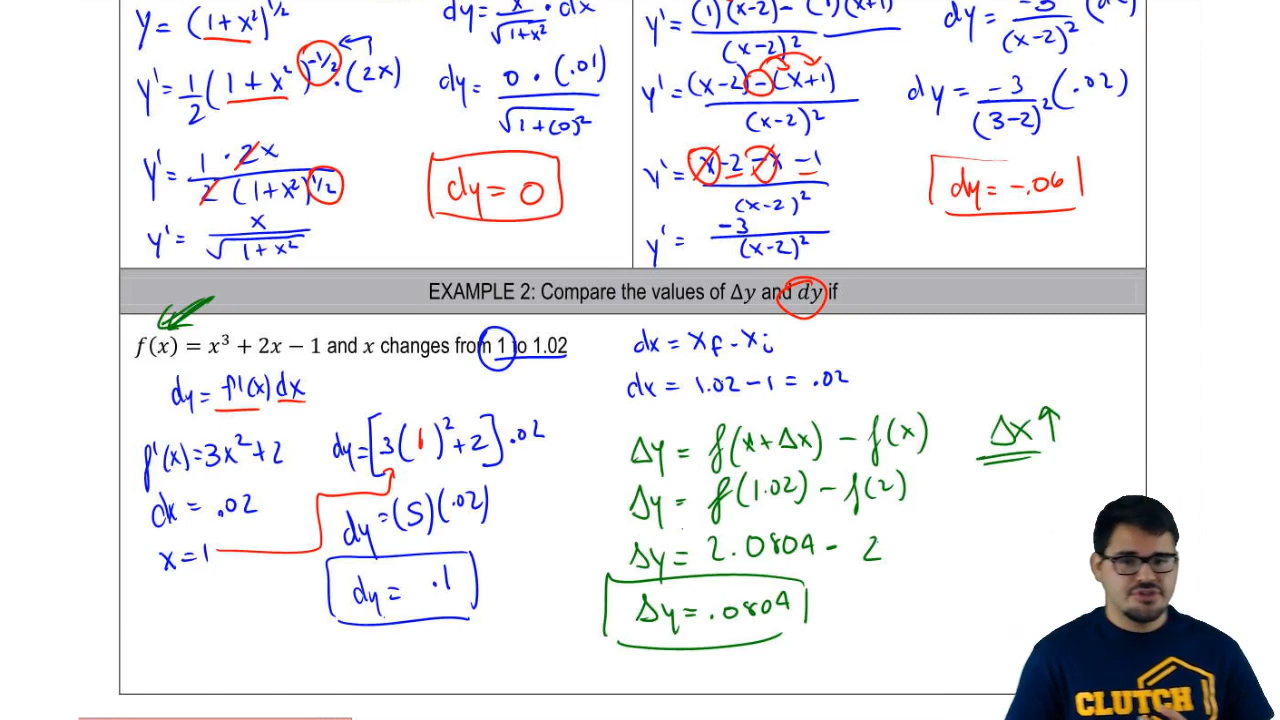 y = (1+x²)^1/2
dy = x/√(1+x²) · dx
y' = (1)(x-2) - (1)(x+1)/(x-2)²
dy = -3/(x-2)²
y' = 1/2(1+x²)^-1/2 · (2x)
dy = 0 · (.01)/√(1+(0)²)
y' = (x-2) - (x+1)/(x-2)²
dy = -3/(3-2)² (.02)
y' = 1 · 2x/2(1+x²)^1/2
dy = 0
y' = x-2-x-1/(x-2)²
dy = -.06
y' = x/√(1+x²)
y' = -3/(x-2)²
EXAMPLE 2: Compare the values of Δy and dy if
f(x) = x³ + 2x − 1 and x changes from 1 to 1.02
dy = f'(x) dx
f'(x) = 3x²+2
dx = .02
x = 1
dy = [3(1)²+2] · .02
dy = (5)(.02)
dy = .1
dx = xf - xi
dx = 1.02 - 1 = .02
Δy = f(x+Δx) - f(x)
Δx↑
Δy = f(1.02) - f(2)
Δy = 2.0804 - 2
Δy = .0804
CLUTCH